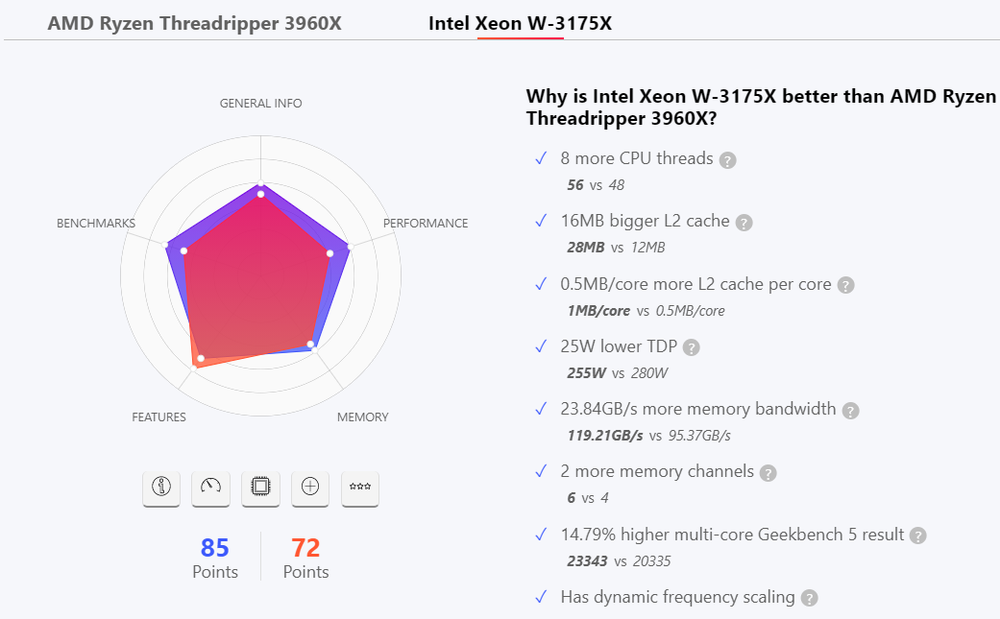 AMD Ryzen Threadripper 3960X
Intel Xeon W-3175X
GENERAL INFO
BENCHMARKS
PERFORMANCE
FEATURES
MEMORY
85
Points
72
Points
Why is Intel Xeon W-3175X better than AMD Ryzen
Threadripper 3960X?
✓ 8 more CPU threads ?
56 vs 48
✓ 16MB bigger L2 cache ?
28MB vs 12MB
✓ 0.5MB/core more L2 cache per core ?
1MB/core vs 0.5MB/core
✓ 25W lower TDP ?
255W vs 280W
✓ 23.84GB/s more memory bandwidth ?
119.21GB/s vs 95.37GB/s
✓ 2 more memory channels ?
6 vs 4
✓ 14.79% higher multi-core Geekbench 5 result ?
23343 vs 20335
✓ Has dynamic frequency scaling ?